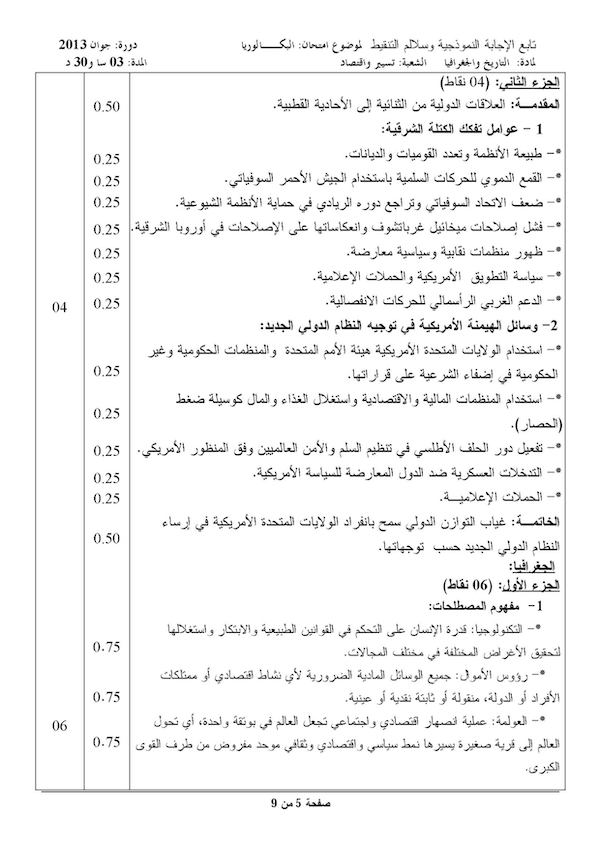 تابع الإجابة النموذجية وسلالم التنقيط لموضوع امتحان: البكـــالوريا دورة: جوان 2013
لمادة: التاريخ والجغرافيا الشعبة: تسيير واقتصاد المدة: 03 سا و30 د
الجزء الثاني: (04 نقاط)
المقدمـــة: العلاقات الدولية من الثنائية إلى الأحادية القطبية. 0.50
1 - عوامل تفكك الكتلة الشرقية:
*- طبيعة الأنظمة وتعدد القوميات والديانات. 0.25
*- القمع الدموي للحركات السلمية باستخدام الجيش الأحمر السوفياتي. 0.25
*- ضعف الاتحاد السوفياتي وتراجع دوره الريادي في حماية الأنظمة الشيوعية. 0.25
*- فشل إصلاحات ميخائيل غرباتشوف وانعكاساتها على الإصلاحات في أوروبا الشرقية. 0.25
*- ظهور منظمات نقابية وسياسية معارضة. 0.25
*- سياسة التطويق الأمريكية والحملات الإعلامية. 0.25
*- الدعم الغربي الرأسمالي للحركات الانفصالية. 0.25
04
2- وسائل الهيمنة الأمريكية في توجيه النظام الدولي الجديد:
*- استخدام الولايات المتحدة الأمريكية هيئة الأمم المتحدة والمنظمات الحكومية وغير
الحكومية في إضفاء الشرعية على قراراتها. 0.25
*- استخدام المنظمات المالية والاقتصادية واستغلال الغذاء والمال كوسيلة ضغط
(الحصار). 0.25
*- تفعيل دور الحلف الأطلسي في تنظيم السلم والأمن العالميين وفق المنظور الأمريكي. 0.25
*- التدخلات العسكرية ضد الدول المعارضة للسياسة الأمريكية. 0.25
*- الحملات الإعلاميـــة. 0.25
الخاتمـــة: غياب التوازن الدولي سمح بانفراد الولايات المتحدة الأمريكية في إرساء
النظام الدولي الجديد حسب توجهاتها. 0.50
الجغرافيا:
الجزء الأول: (06 نقاط)
1- مفهوم المصطلحات:
*- التكنولوجيا: قدرة الإنسان على التحكم في القوانين الطبيعية والابتكار واستغلالها
لتحقيق الأغراض المختلفة في مختلف المجالات. 0.75
*- رؤوس الأموال: جميع الوسائل المادية الضرورية لأي نشاط اقتصادي أو ممتلكات
الأفراد أو الدولة، منقولة أو ثابتة نقدية أو عينية. 0.75
*- العولمة: عملية انصهار اقتصادي واجتماعي تجعل العالم في بوتقة واحدة، أي تحول
06
العالم إلى قرية صغيرة يسيرها نمط سياسي واقتصادي وثقافي موحد مفروض من طرف القوى 0.75
الكبرى.
صفحة 5 من 9